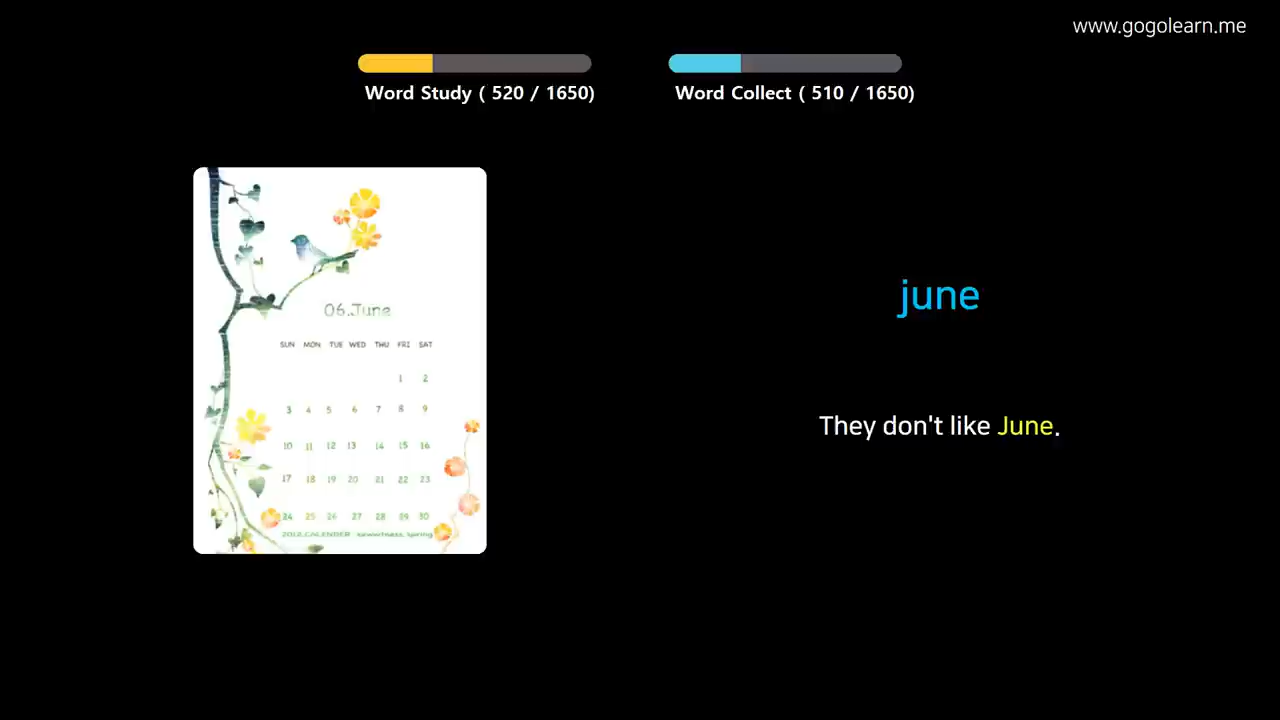 www.gogolearn.me
Word Study ( 520 / 1650)
Word Collect ( 510 / 1650)
06.June
SUN MON TUE WED THU FRI SAT
1 2
3 4 5 6 7 8 9
10 11 12 13 14 15 16
17 18 19 20 21 22 23
24 25 26 27 28 29 30
2012.CALENDER spring
june
They don't like June.